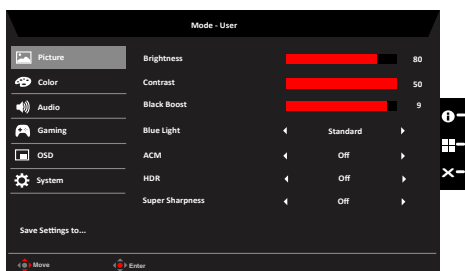 Mode - User
Picture
Color
Audio
Gaming
OSD
System
Save Settings to...
Brightness 80
Contrast 50
Black Boost 9
Blue Light Standard
ACM Off
HDR Off
Super Sharpness Off
Move Enter